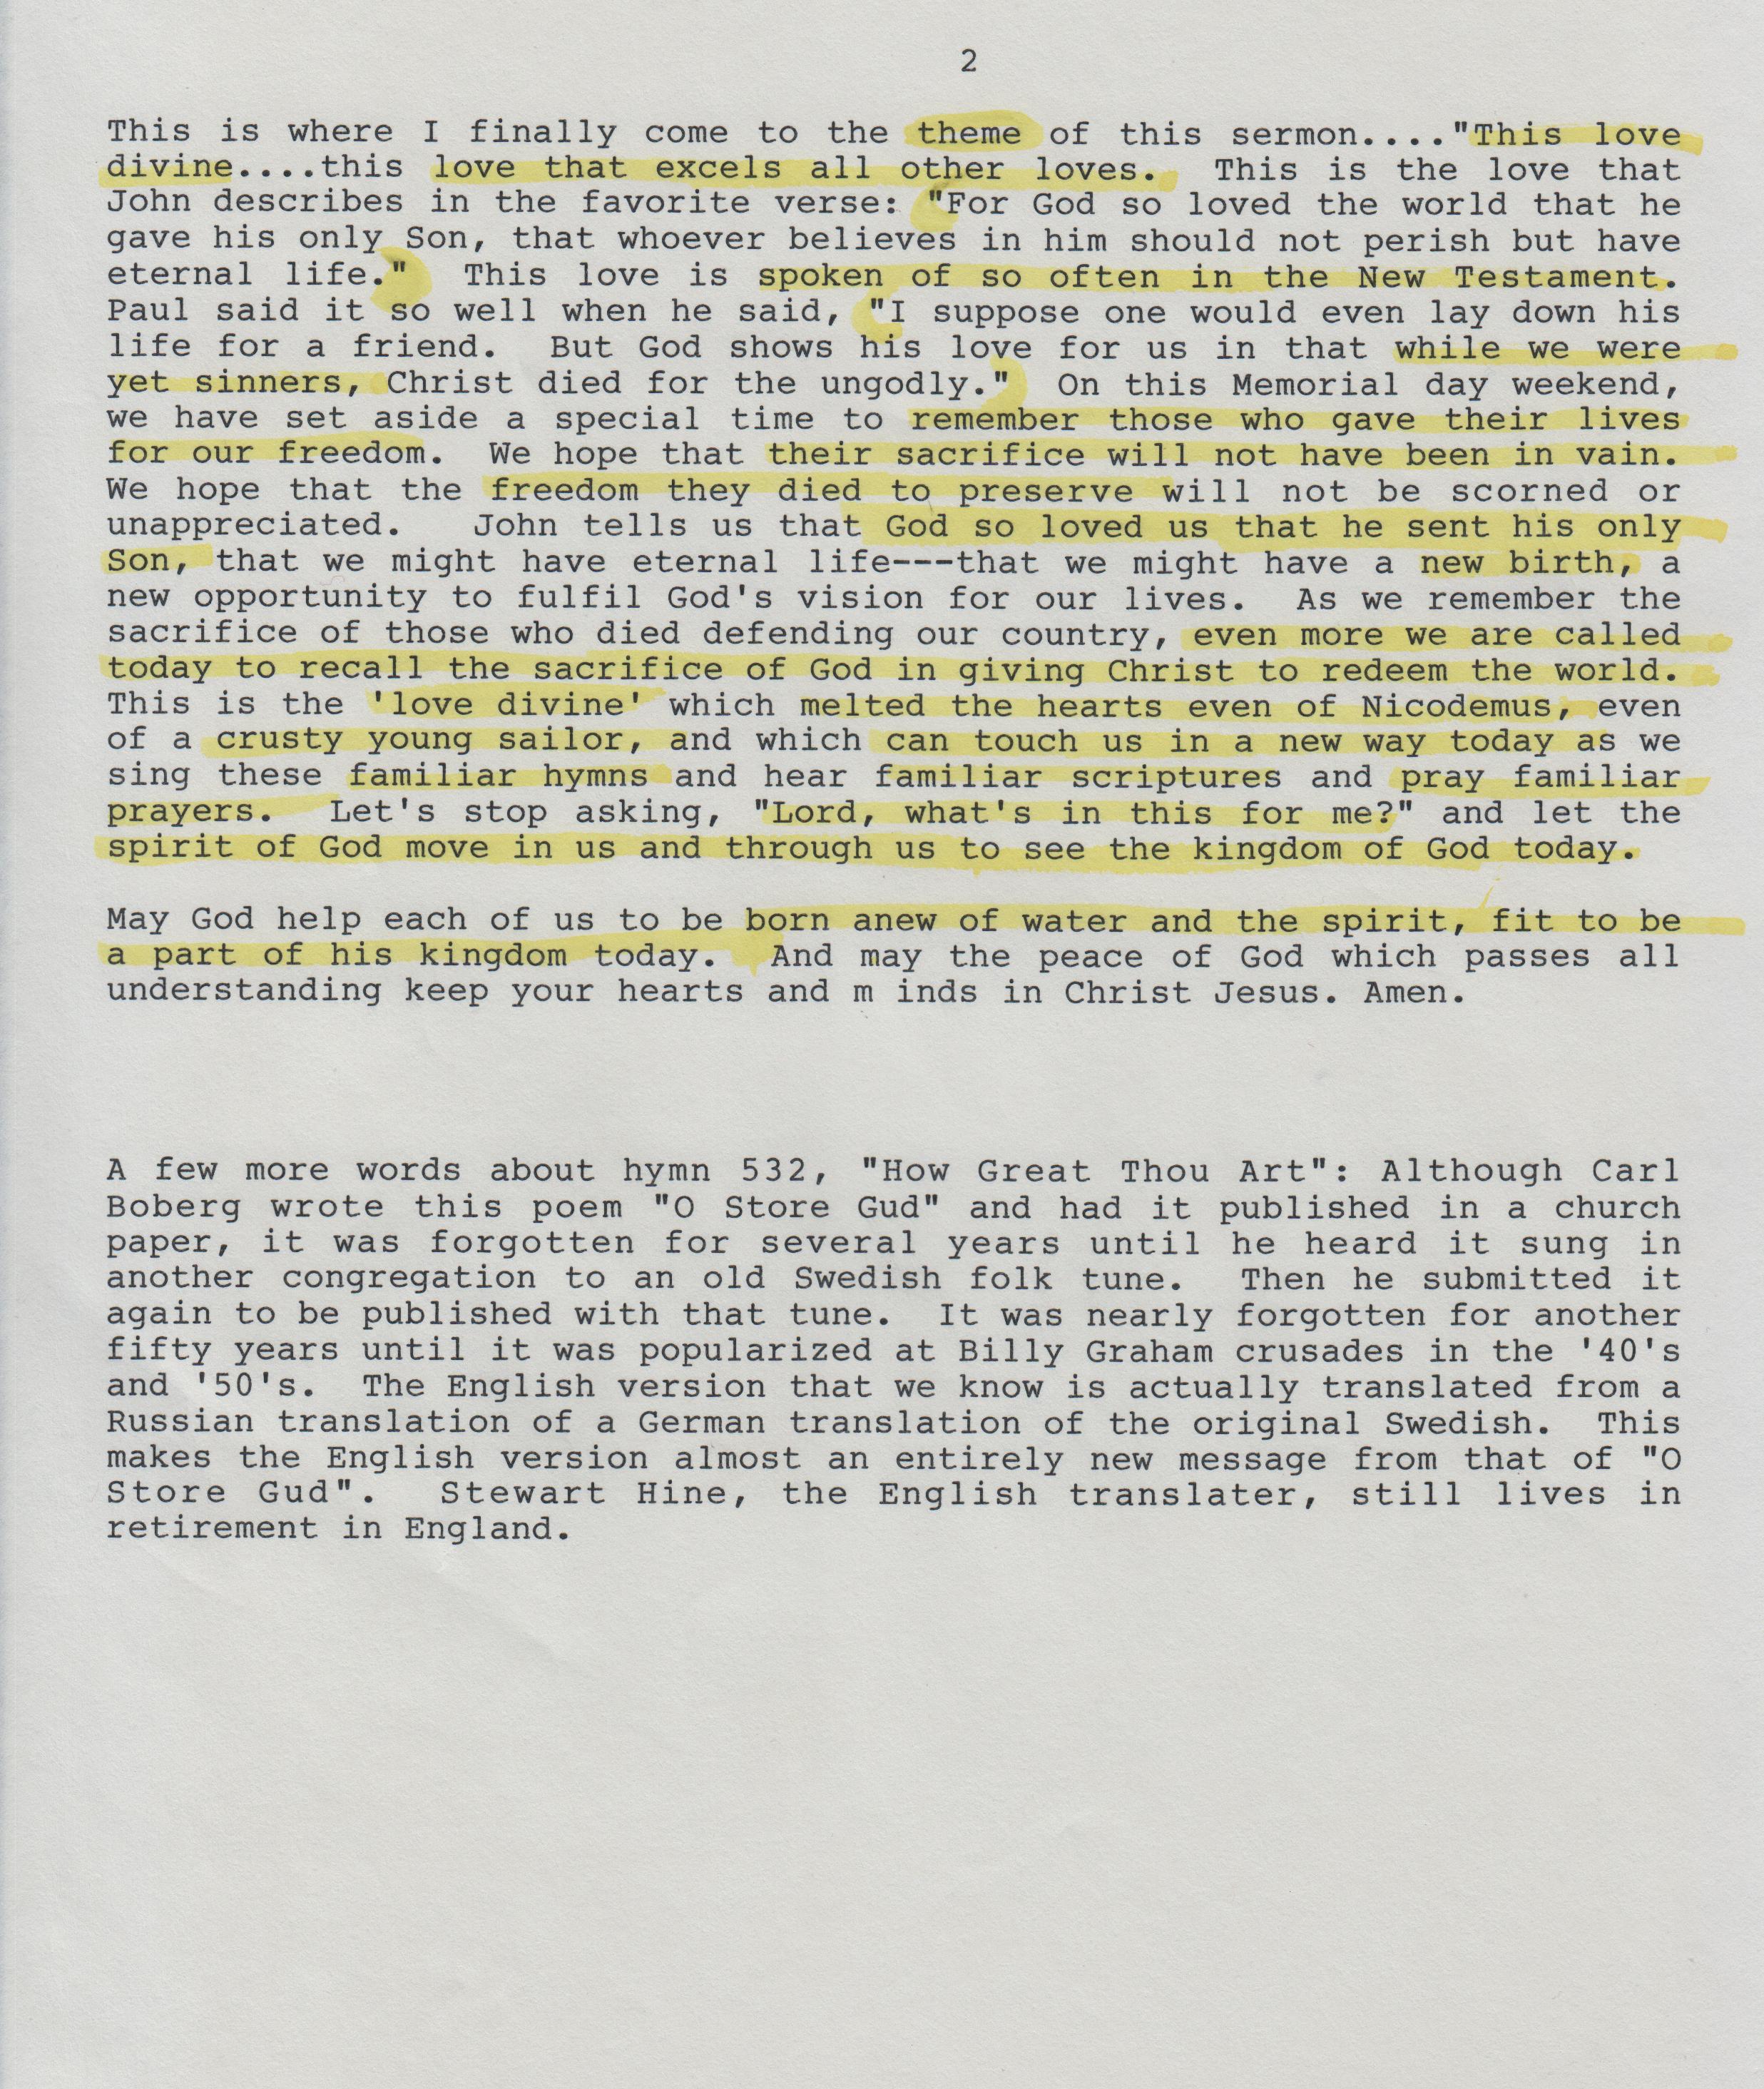 2
This is where I finally come to the theme of this sermon...."This love
divine....this love that excels all other loves. This is the love that
John describes in the favorite verse: "For God so loved the world that he
gave his only Son, that whoever believes in him should not perish but have
eternal life." This love is spoken of so often in the New Testament.
Paul said it so well when he said, "I suppose one would even lay down his
life for a friend. But God shows his love for us in that while we were
yet sinners, Christ died for the ungodly." On this Memorial day weekend,
we have set aside a special time to remember those who gave their lives
for our freedom. We hope that their sacrifice will not have been in vain.
We hope that the freedom they died to preserve will not be scorned or
unappreciated. John tells us that God so loved us that he sent his only
Son, that we might have eternal life---that we might have a new birth, a
new opportunity to fulfil God's vision for our lives. As we remember the
sacrifice of those who died defending our country, even more we are called
today to recall the sacrifice of God in giving Christ to redeem the world.
This is the 'love divine' which melted the hearts even of Nicodemus, even
of a crusty young sailor, and which can touch us in a new way today as we
sing these familiar hymns and hear familiar scriptures and pray familiar
prayers. Let's stop asking, "Lord, what's in this for me?" and let the
spirit of God move in us and through us to see the kingdom of God today.
May God help each of us to be born anew of water and the spirit, fit to be
a part of his kingdom today. And may the peace of God which passes all
understanding keep your hearts and m inds in Christ Jesus. Amen.
A few more words about hymn 532, "How Great Thou Art": Although Carl
Boberg wrote this poem "O Store Gud" and had it published in a church
paper, it was forgotten for several years until he heard it sung in
another congregation to an old Swedish folk tune. Then he submitted it
again to be published with that tune. It was nearly forgotten for another
fifty years until it was popularized at Billy Graham crusades in the '40's
and '50's. The English version that we know is actually translated from a
Russian translation of a German translation of the original Swedish. This
makes the English version almost an entirely new message from that of "O
Store Gud". Stewart Hine, the English translater, still lives in
retirement in England.